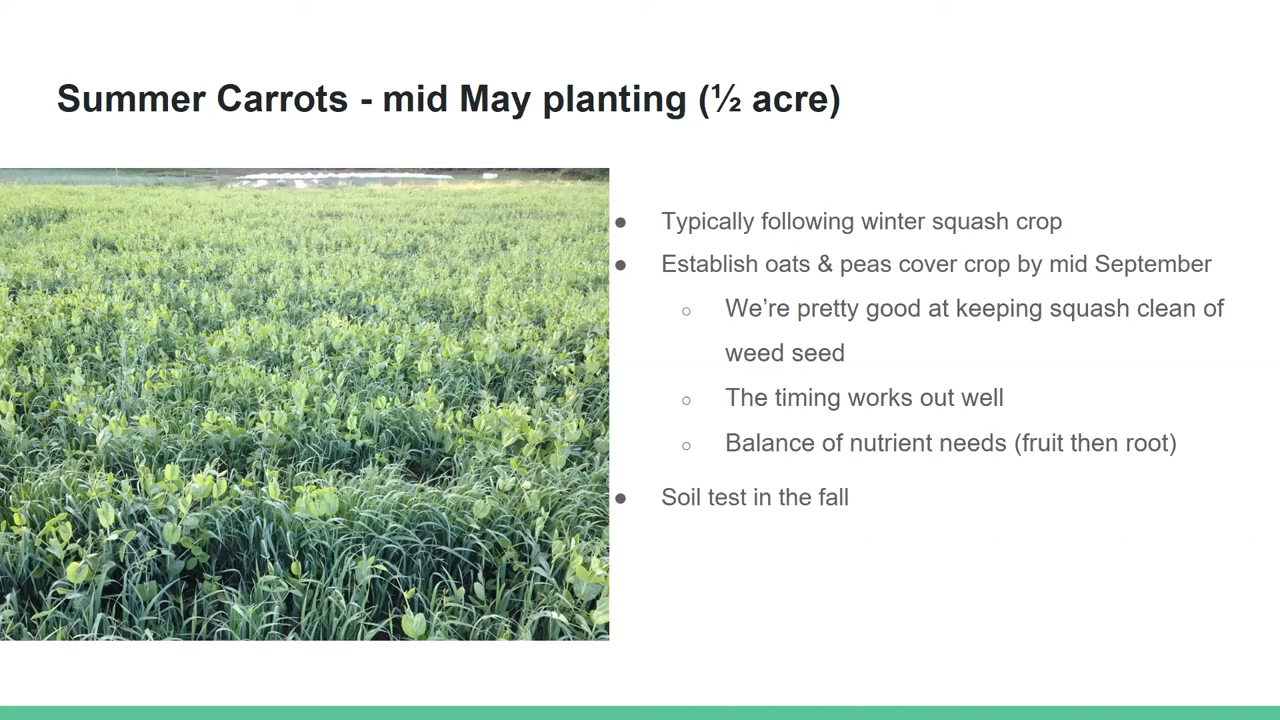 Summer Carrots - mid May planting (½ acre)
● Typically following winter squash crop
● Establish oats & peas cover crop by mid September
○ We’re pretty good at keeping squash clean of
weed seed
○ The timing works out well
○ Balance of nutrient needs (fruit then root)
● Soil test in the fall